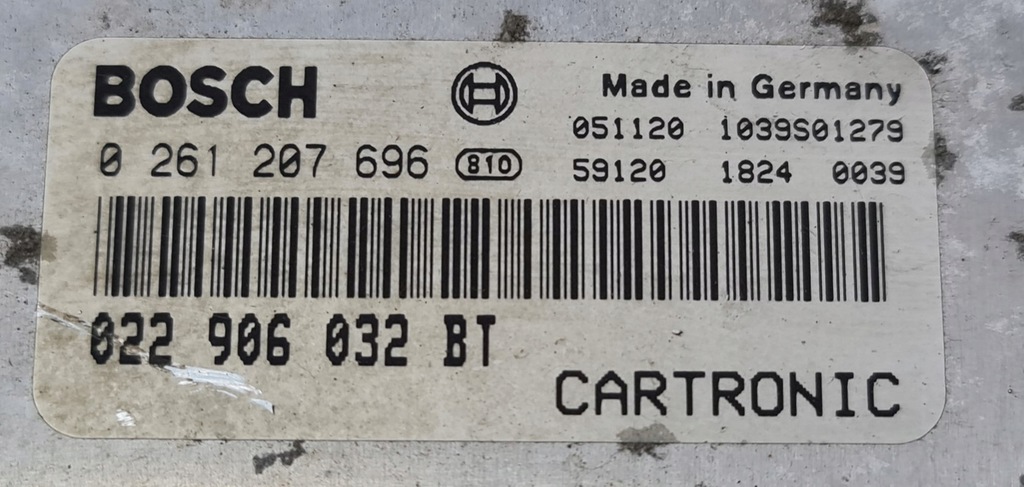 BOSCH
Made in Germany
051120 1039S01279
0 261 207 696 810
59120 1824 0039
022 906 032 BT
CARTRONIC